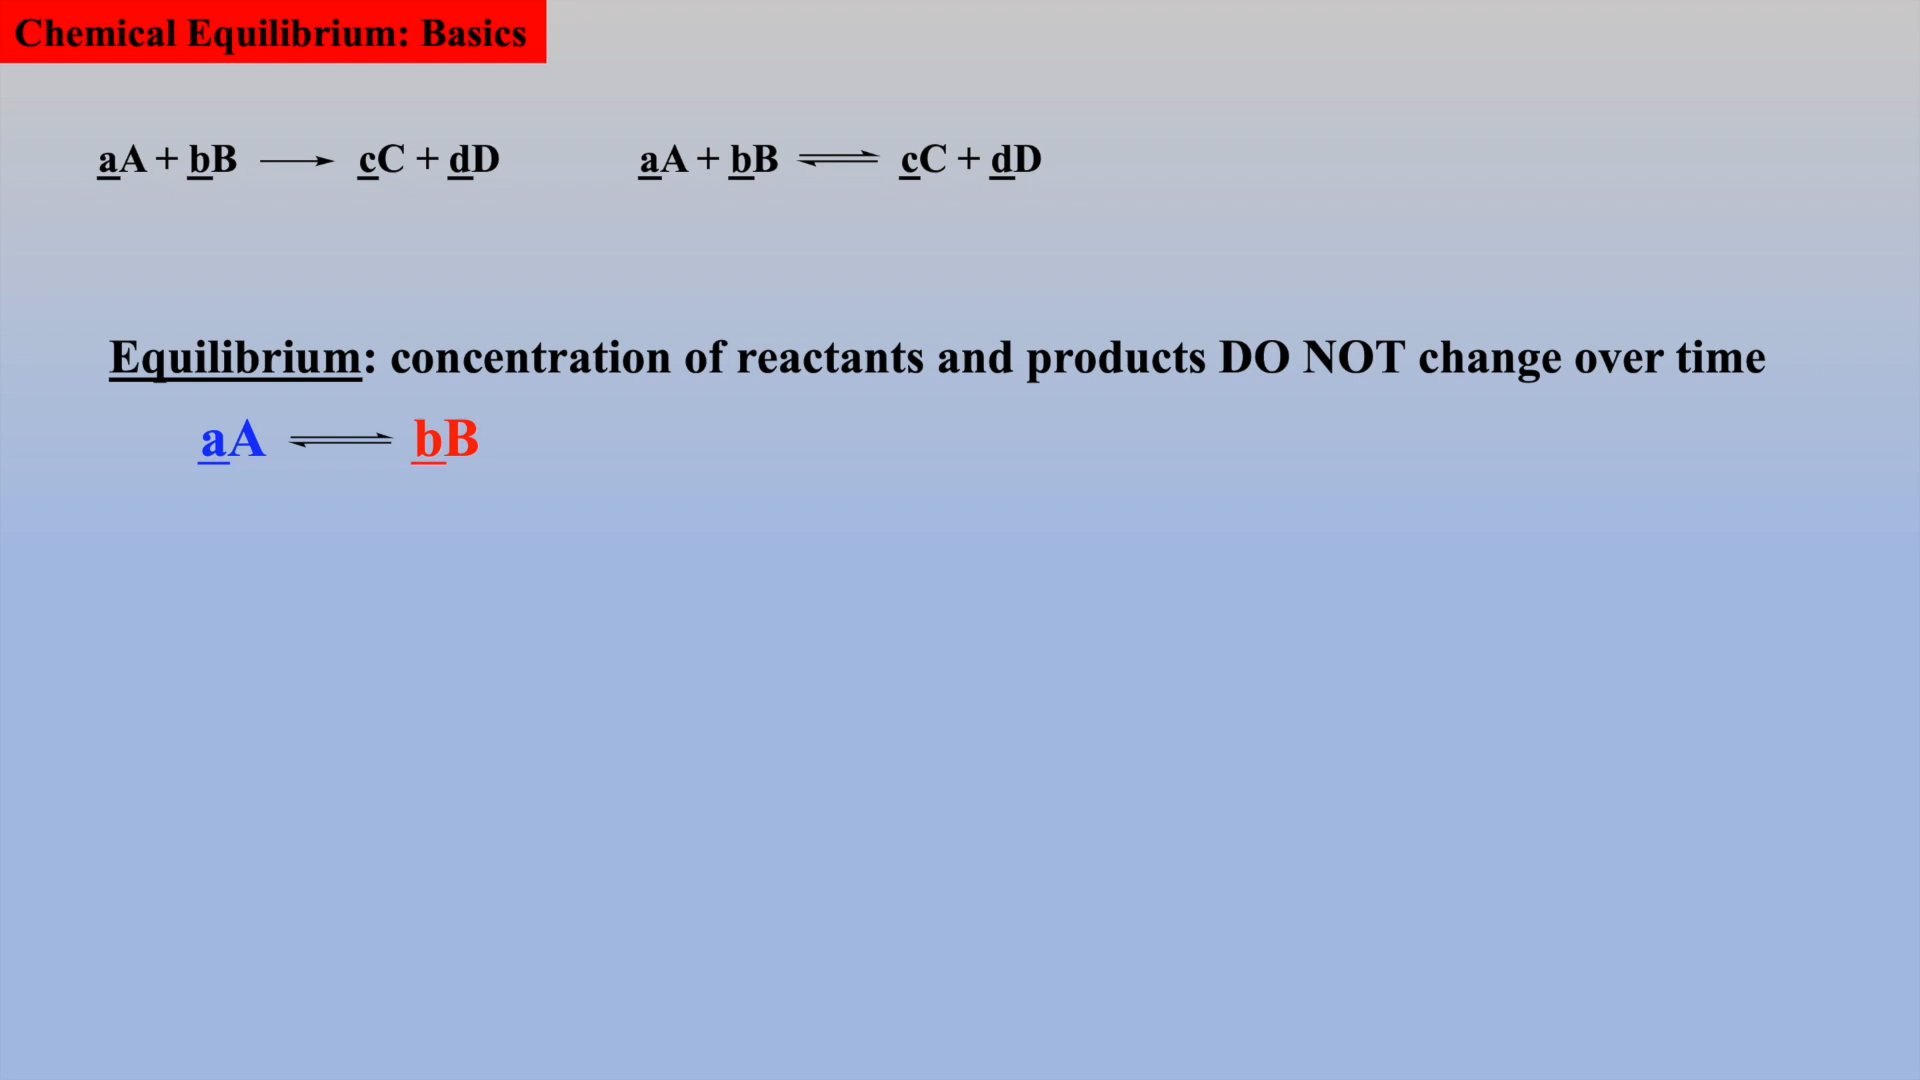 Chemical Equilibrium: Basics
aA + bB ⟶ cC + dD
aA + bB ⇌ cC + dD
Equilibrium: concentration of reactants and products DO NOT change over time
aA ⇌ bB